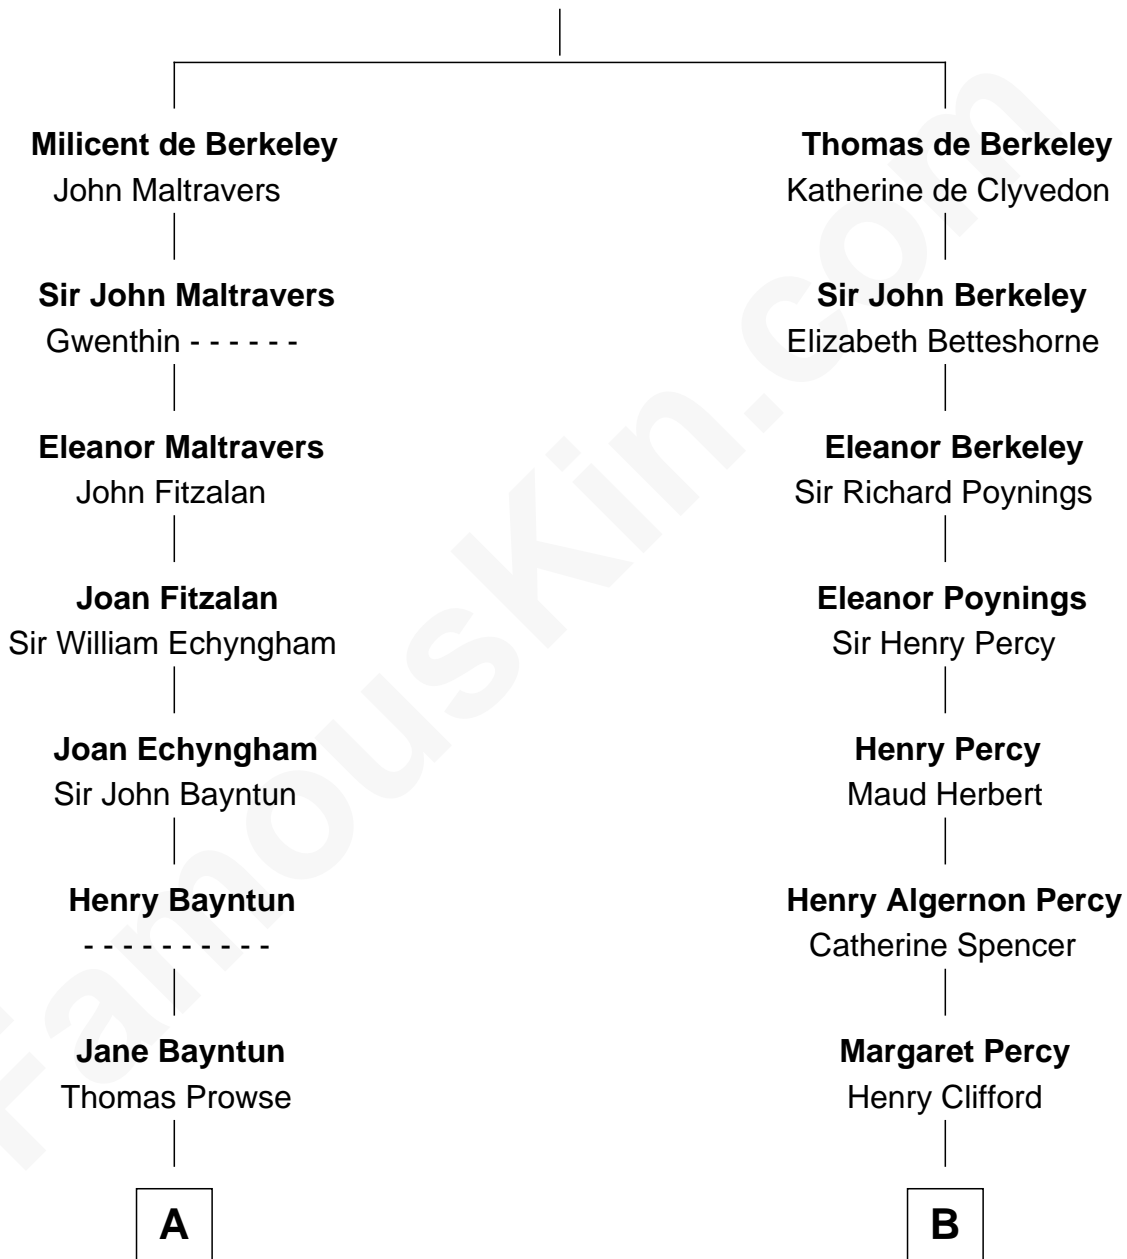 Milicent de Berkeley
John Maltravers
Sir John Maltravers
Gwenthin - - - - - -
Eleanor Maltravers
John Fitzalan
Joan Fitzalan
Sir William Echyngham
Joan Echyngham
Sir John Bayntun
Henry Bayntun
- - - - - - - - - -
Jane Bayntun
Thomas Prowse
A
Thomas de Berkeley
Katherine de Clyvedon
Sir John Berkeley
Elizabeth Betteshorne
Eleanor Berkeley
Sir Richard Poynings
Eleanor Poynings
Sir Henry Percy
Henry Percy
Maud Herbert
Henry Algernon Percy
Catherine Spencer
Margaret Percy
Henry Clifford
B
FamousKin.com